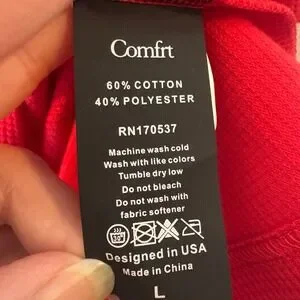 Comfrt
60% COTTON
40% POLYESTER
RN170537
Machine wash cold
Wash with like colors
Tumble dry low
Do not bleach
Do not wash with
fabric softener
Designed in USA
Made in China
L